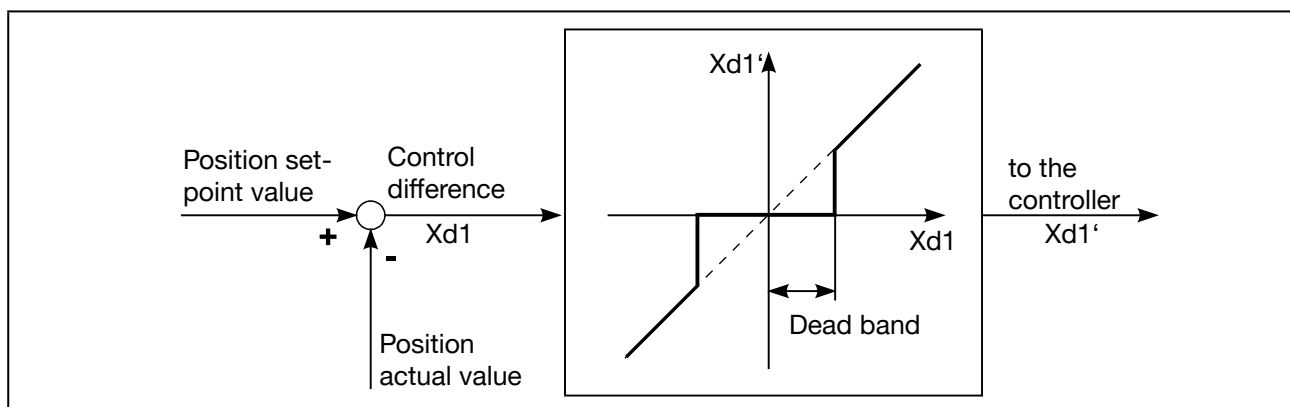 Position set-
point value
+
-
Position
actual value
Control
difference
Xd1
Xd1‘
Xd1
Dead band
to the
controller
Xd1‘